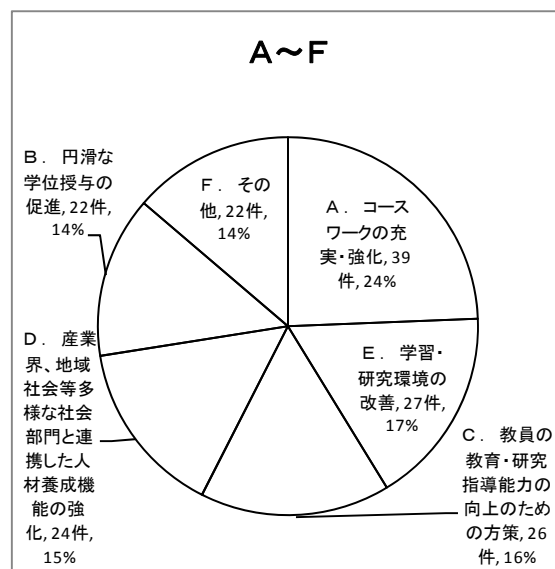 A～F
B． 円滑な
学位授与の
促進, 22件,
14%
F． その
他, 22件,
14%
A． コース
ワークの充
実・強化, 39
件, 24%
E． 学習・
研究環境の
改善, 27件,
17%
D． 産業
界、地域
社会等多
様な社会
部門と連
携した人
材養成機
能の強
化, 24件,
15%
C． 教員の
教育・研究
指導能力の
向上のため
の方策, 26
件, 16%